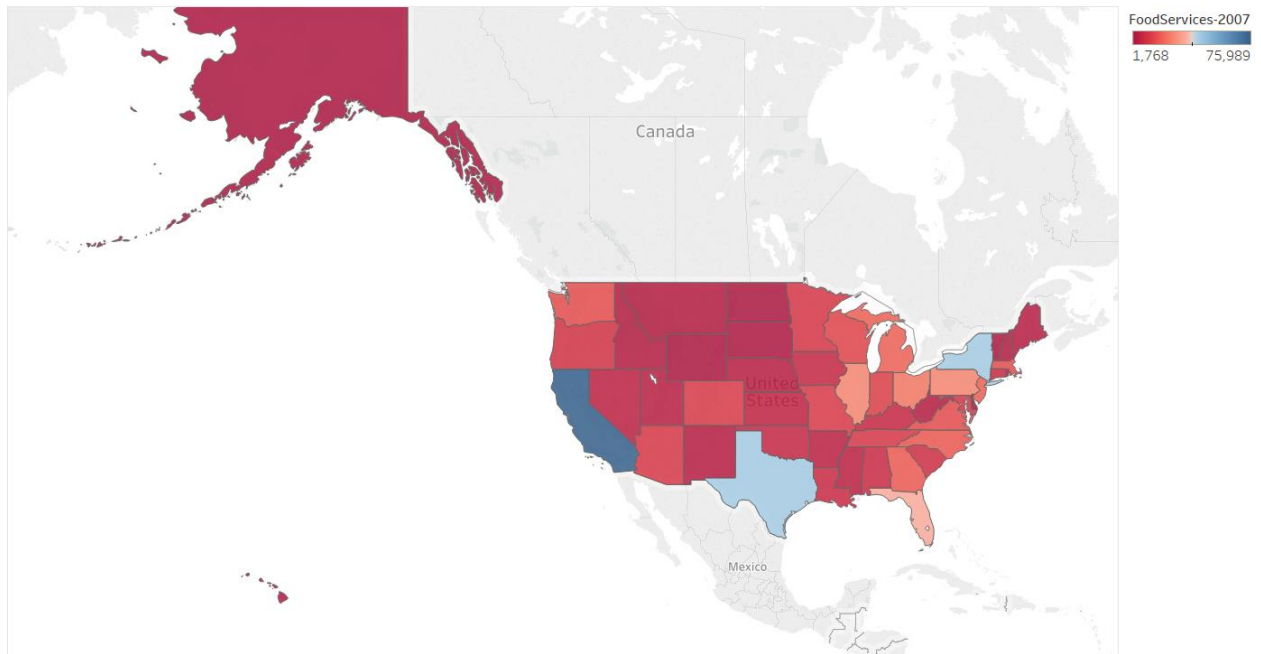 FoodServices-2007
1,768 75,989
Canada
United
States
Mexico